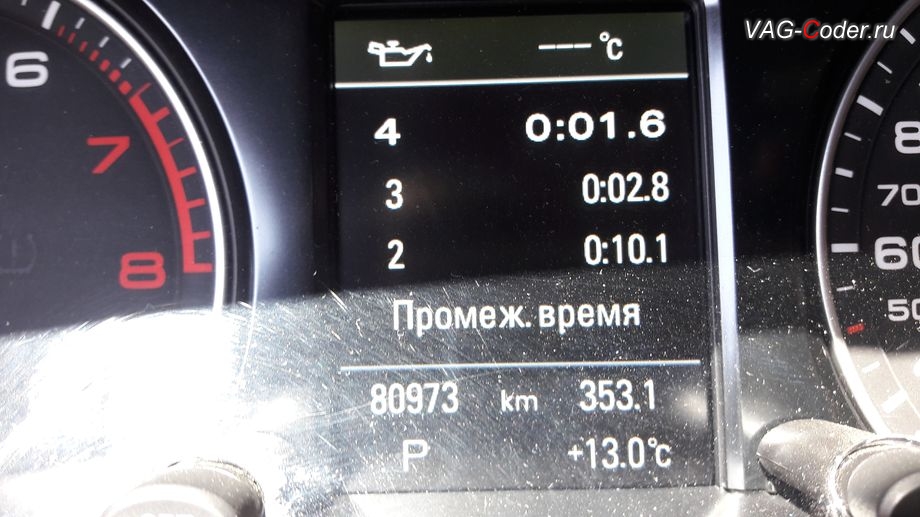 VAG-Coder.ru
--- °C
6
7
8
4 0:01.6
3 0:02.8
2 0:10.1
Промеж. время
80973 km 353.1
P +13.0°C
8
70
60
50